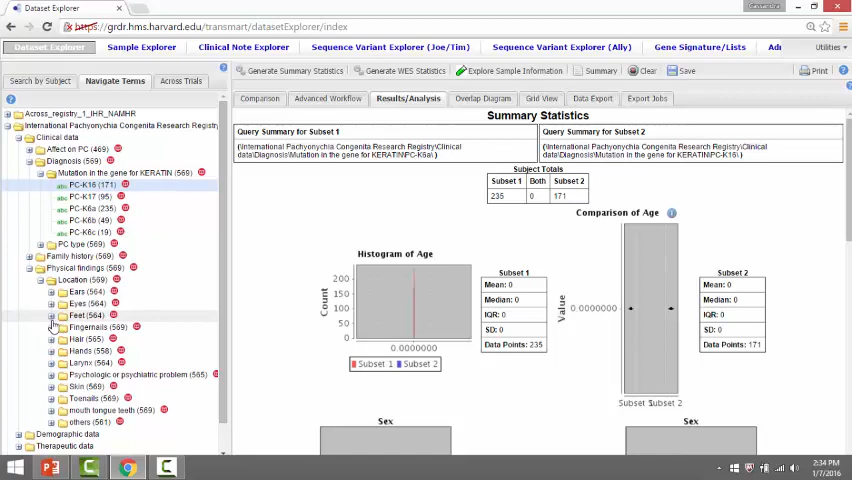 Cassandra
Dataset Explorer
https://grdr.hms.harvard.edu/transmart/datasetExplorer/index
Dataset Explorer Sample Explorer Clinical Note Explorer Sequence Variant Explorer (Joe/Tim) Sequence Variant Explorer (Ally) Gene Signature/Lists Utilities
Search by Subject Navigate Terms Across Trials
Generate Summary Statistics Generate WES Statistics Explore Sample Information Summary Clear Save Print
Comparison Advanced Workflow Results/Analysis Overlap Diagram Grid View Data Export Export Jobs
Across_registry_1_IHR_NAMHR
International Pachyonychia Congenita Research Registry
Clinical data
Affect on PC (469)
Diagnosis (569)
Mutation in the gene for KERATIN (569)
abc PC-K16 (171)
abc PC-K17 (95)
abc PC-K6a (235)
abc PC-K6b (49)
abc PC-K6c (19)
PC type (569)
Family history (569)
Physical findings (569)
Location (569)
Ears (564)
Eyes (564)
Feet (564)
Fingernails (569)
Hair (565)
Hands (558)
Larynx (564)
Psychologic or psychiatric problem (565)
Skin (569)
Toenails (569)
mouth tongue teeth (569)
others (561)
Demographic data
Therapeutic data
Summary Statistics
Query Summary for Subset 1
Query Summary for Subset 2
(\International Pachyonychia Congenita Research Registry\Clinical
data\Diagnosis\Mutation in the gene for KERATIN\PC-K6a\ )
(\International Pachyonychia Congenita Research Registry\Clinical
data\Diagnosis\Mutation in the gene for KERATIN\PC-K16\ )
Subject Totals
Subset 1 Both Subset 2
235 0 171
Histogram of Age
Count
200
150
100
50
0
0.0000000
Subset 1 Subset 2
Subset 1
Mean: 0
Median: 0
IQR: 0
SD: 0
Data Points: 235
Comparison of Age
Value
0.0000000
Subset 2
Subset 2
Mean: 0
Median: 0
IQR: 0
SD: 0
Data Points: 171
Sex
Sex
2:34 PM
1/7/2016